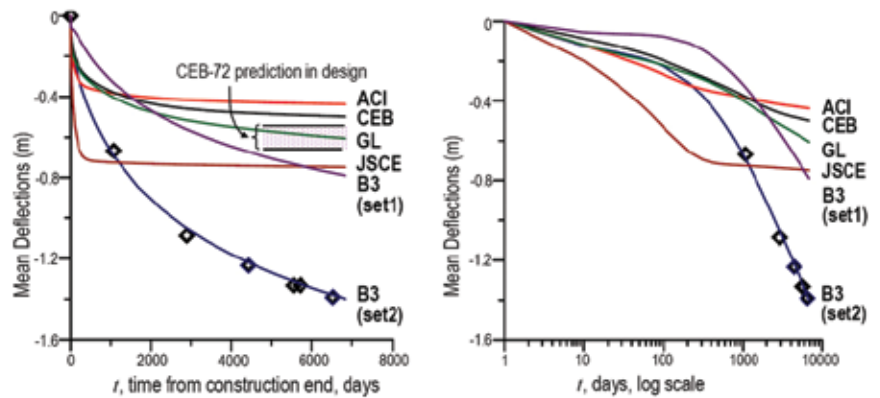 0
-0.4
-0.8
-1.2
-1.6
Mean Deflections (m)
CEB-72 prediction in design
ACI
CEB
GL
JSCE
B3
(set1)
B3
(set2)
0 2000 4000 6000 8000
r, time from construction end, days
0
-0.4
-0.8
-1.2
-1.6
Mean Deflections (m)
ACI
CEB
GL
JSCE
B3
(set1)
B3
(set2)
1 10 100 1000 10000
r, days, log scale